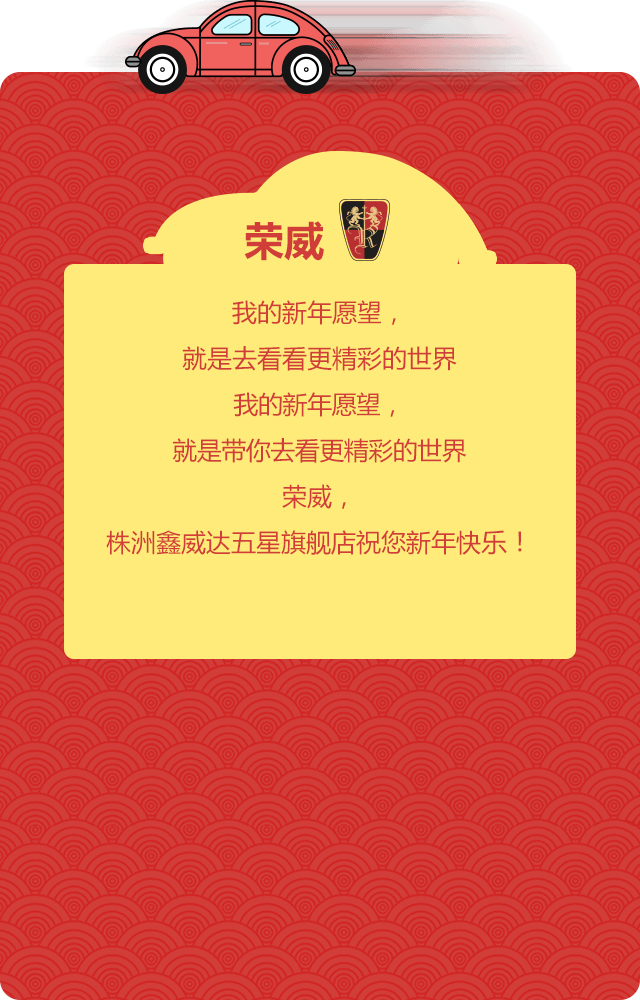 荣威
我的新年愿望，
就是去看看更精彩的世界
我的新年愿望，
就是带你去看更精彩的世界
荣威，
株洲鑫威达五星旗舰店祝您新年快乐！